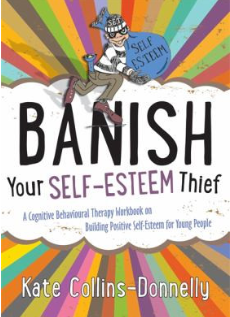 SELF
ESTEEM
BANISH
Your SELF-ESTEEM Thief
A Cognitive Behavioural Therapy Workbook on
Building Positive Self-Esteem for Young People
Kate Collins-Donnelly